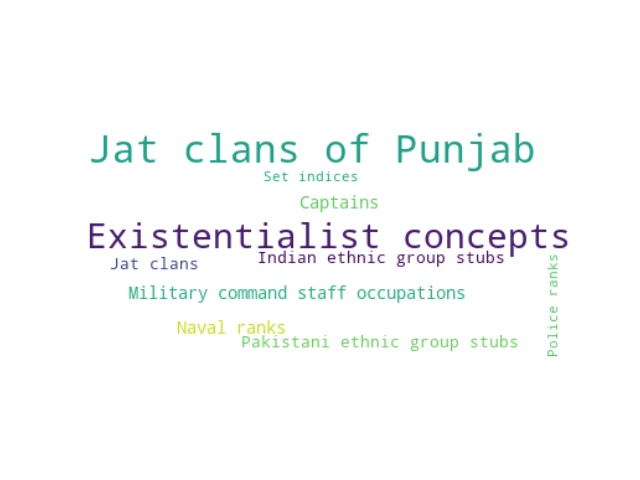 Jat clans of Punjab
Set indices
Captains
Existentialist concepts
Indian ethnic group stubs
Jat clans
Police ranks
Military command staff occupations
Naval ranks
Pakistani ethnic group stubs